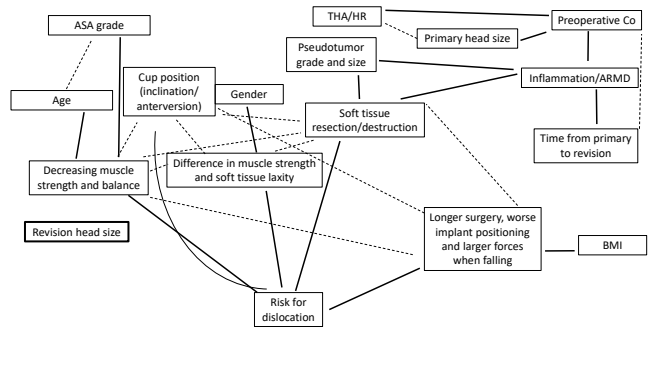 THA/HR
Preoperative Co
ASA grade
Primary head size
Pseudotumor
grade and size
Inflammation/ARMD
Cup position
(inclination/
anterversion)
Gender
Age
Soft tissue
resection/destruction
Time from primary
to revision
Decreasing muscle
strength and balance
Difference in muscle strength
and soft tissue laxity
Revision head size
Longer surgery, worse
implant positioning
and larger forces
when falling
BMI
Risk for
dislocation